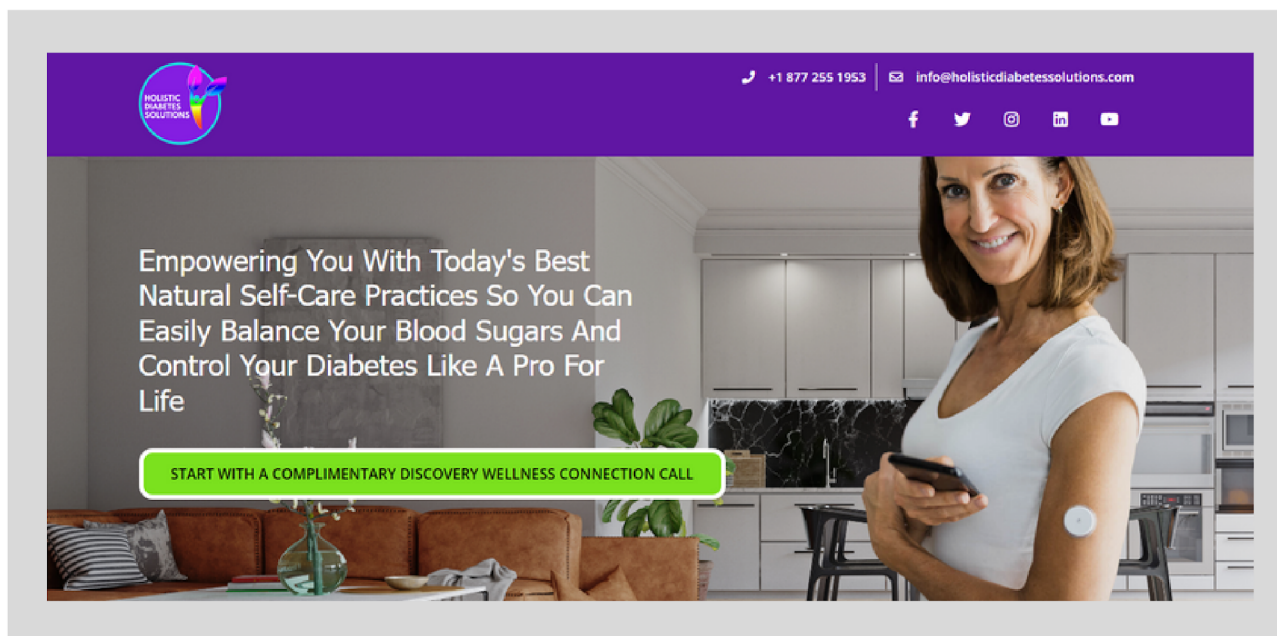 HOLISTIC
DIABETES
SOLUTIONS
+1 877 255 1953
info@holisticdiabetessolutions.com
Empowering You With Today's Best
Natural Self-Care Practices So You Can
Easily Balance Your Blood Sugars And
Control Your Diabetes Like A Pro For
Life
START WITH A COMPLIMENTARY DISCOVERY WELLNESS CONNECTION CALL